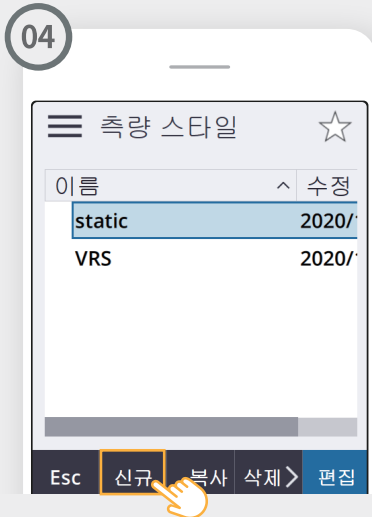 04
측량 스타일
이름 수정
static 2020/
VRS 2020/
Esc 신규 복사 삭제 편집